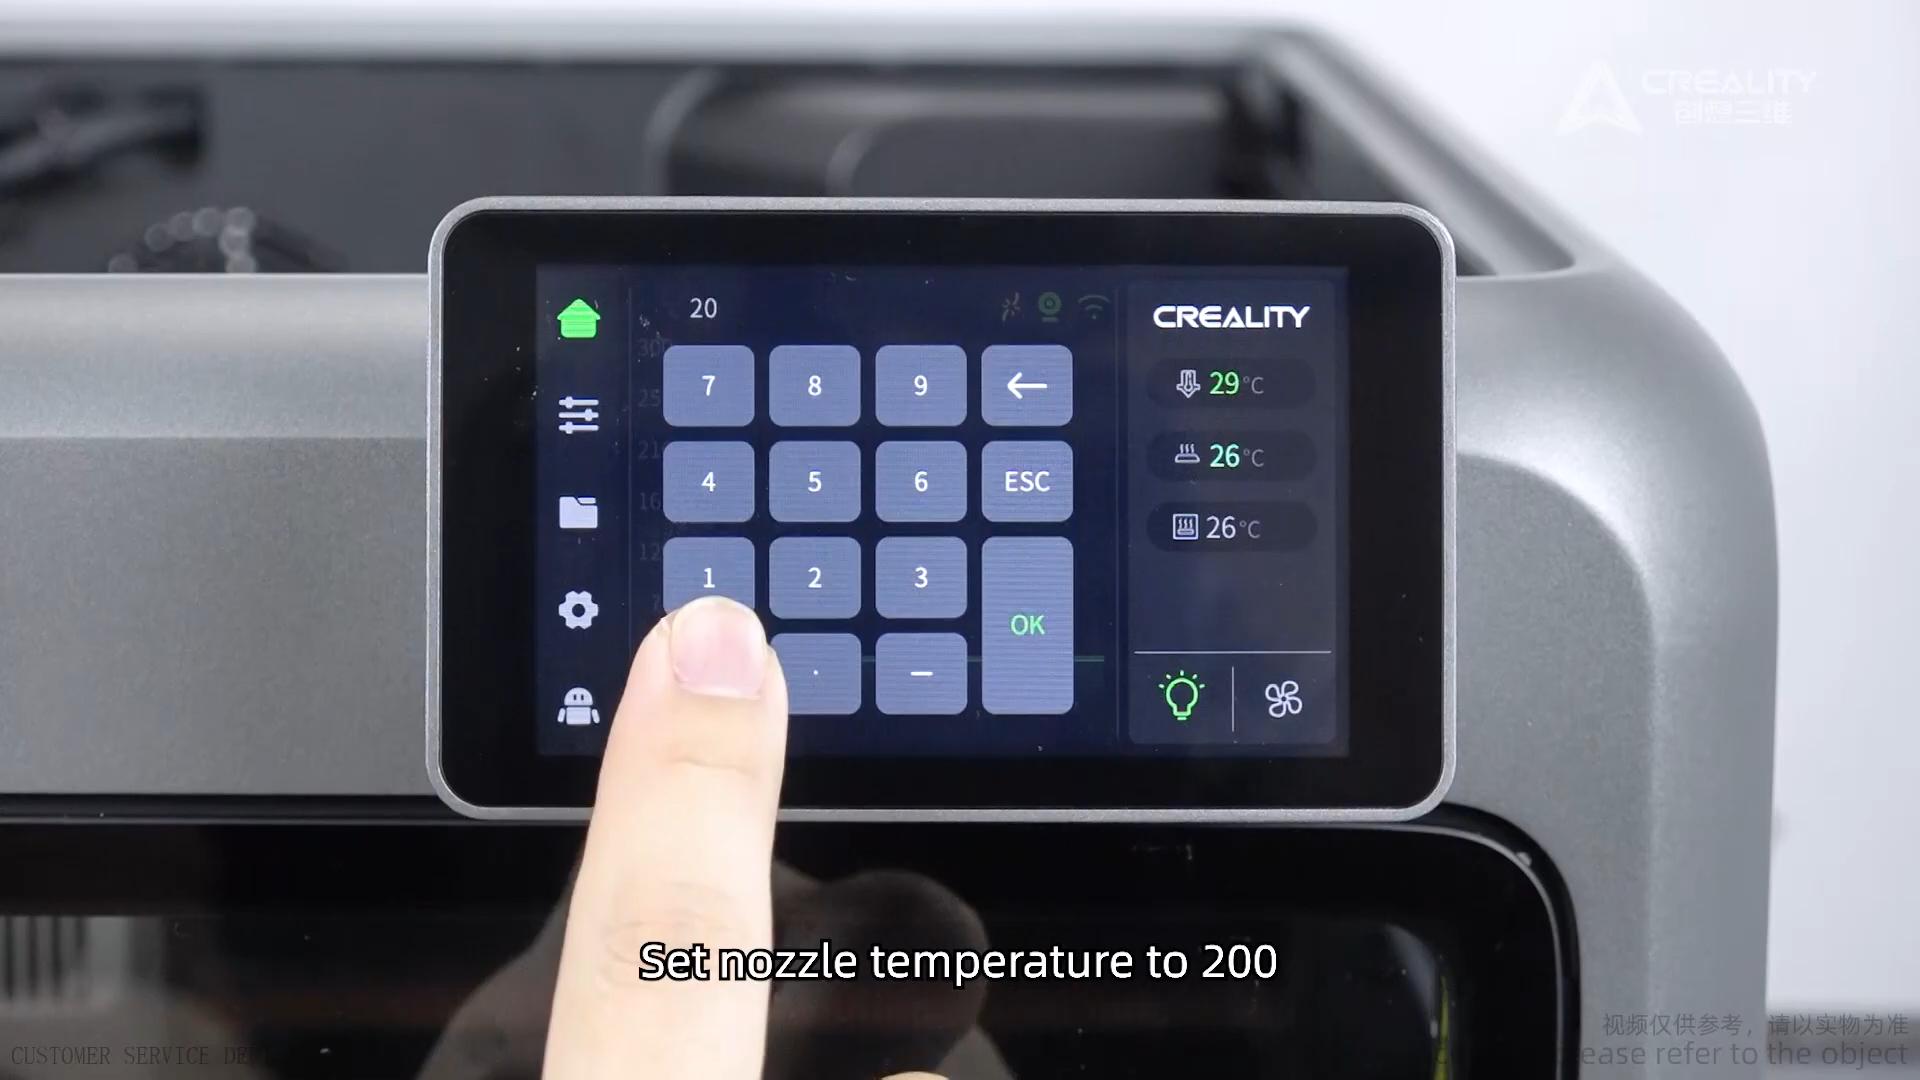 CREALITY
创想三维
20
CREALITY
7 8 9
29°C
4 5 6 ESC
26°C
1 2 3
26°C
OK
. —
Set nozzle temperature to 200
视频仅供参考，请以实物为准
CUSTOMER SERVICE
ease refer to the object